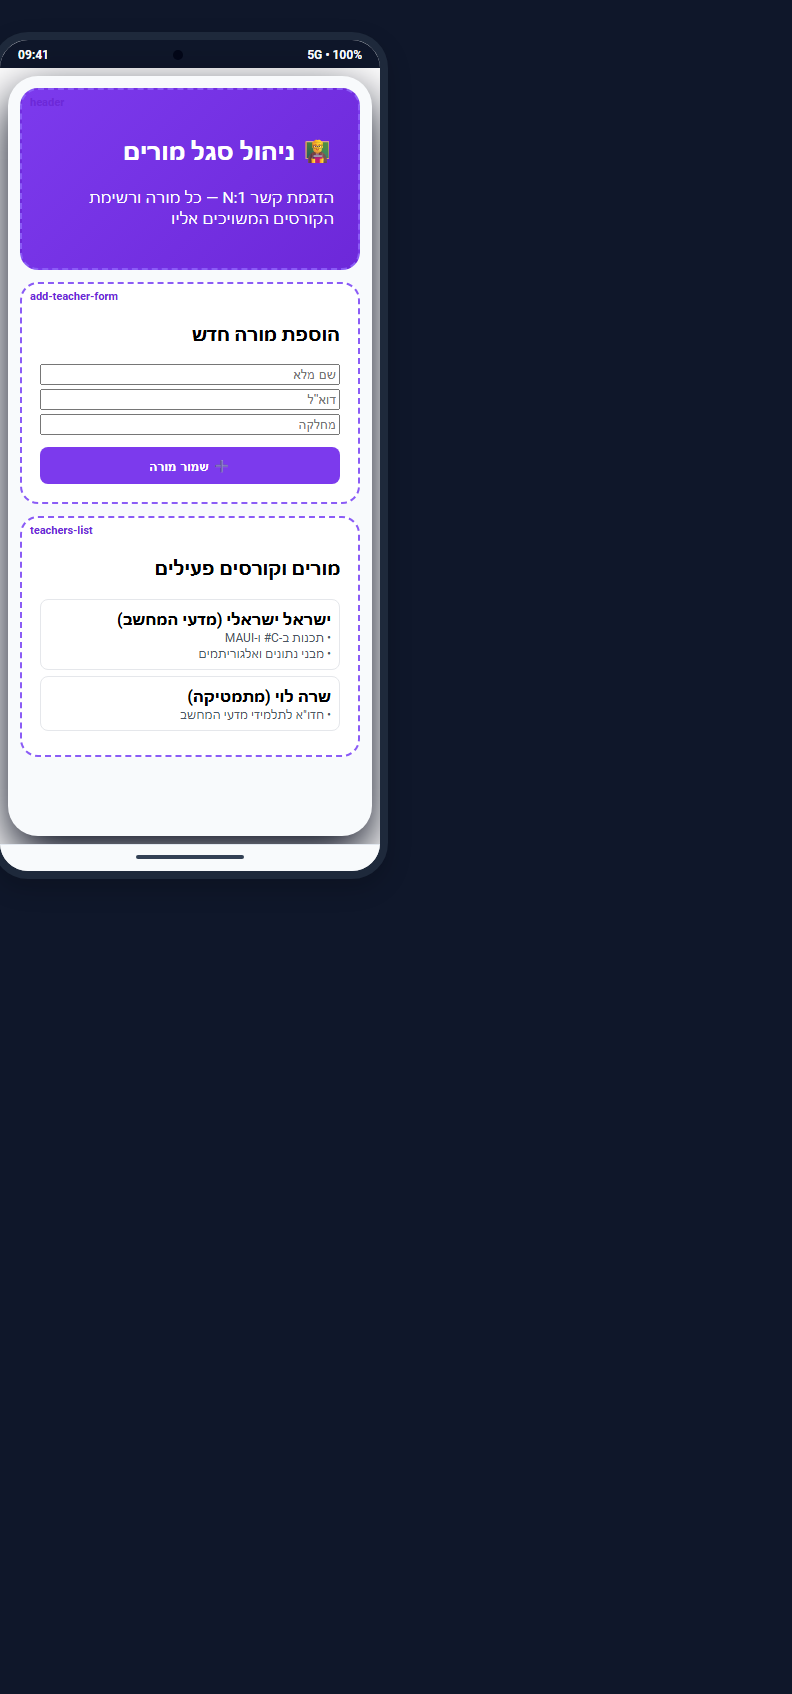 09:41
5G • 100%
header
👨‍🏫 ניהול סגל מורים
הדגמת קשר 1:N — כל מורה ורשימת
הקורסים המשויכים אליו
add-teacher-form
הוספת מורה חדש
שם מלא
דוא"ל
מחלקה
➕ שמור מורה
teachers-list
מורים וקורסים פעילים
ישראל ישראלי (מדעי המחשב)
• תכנות ב-C# ו-MAUI
• מבני נתונים ואלגוריתמים
שרה לוי (מתמטיקה)
• חדו"א לתלמידי מדעי המחשב